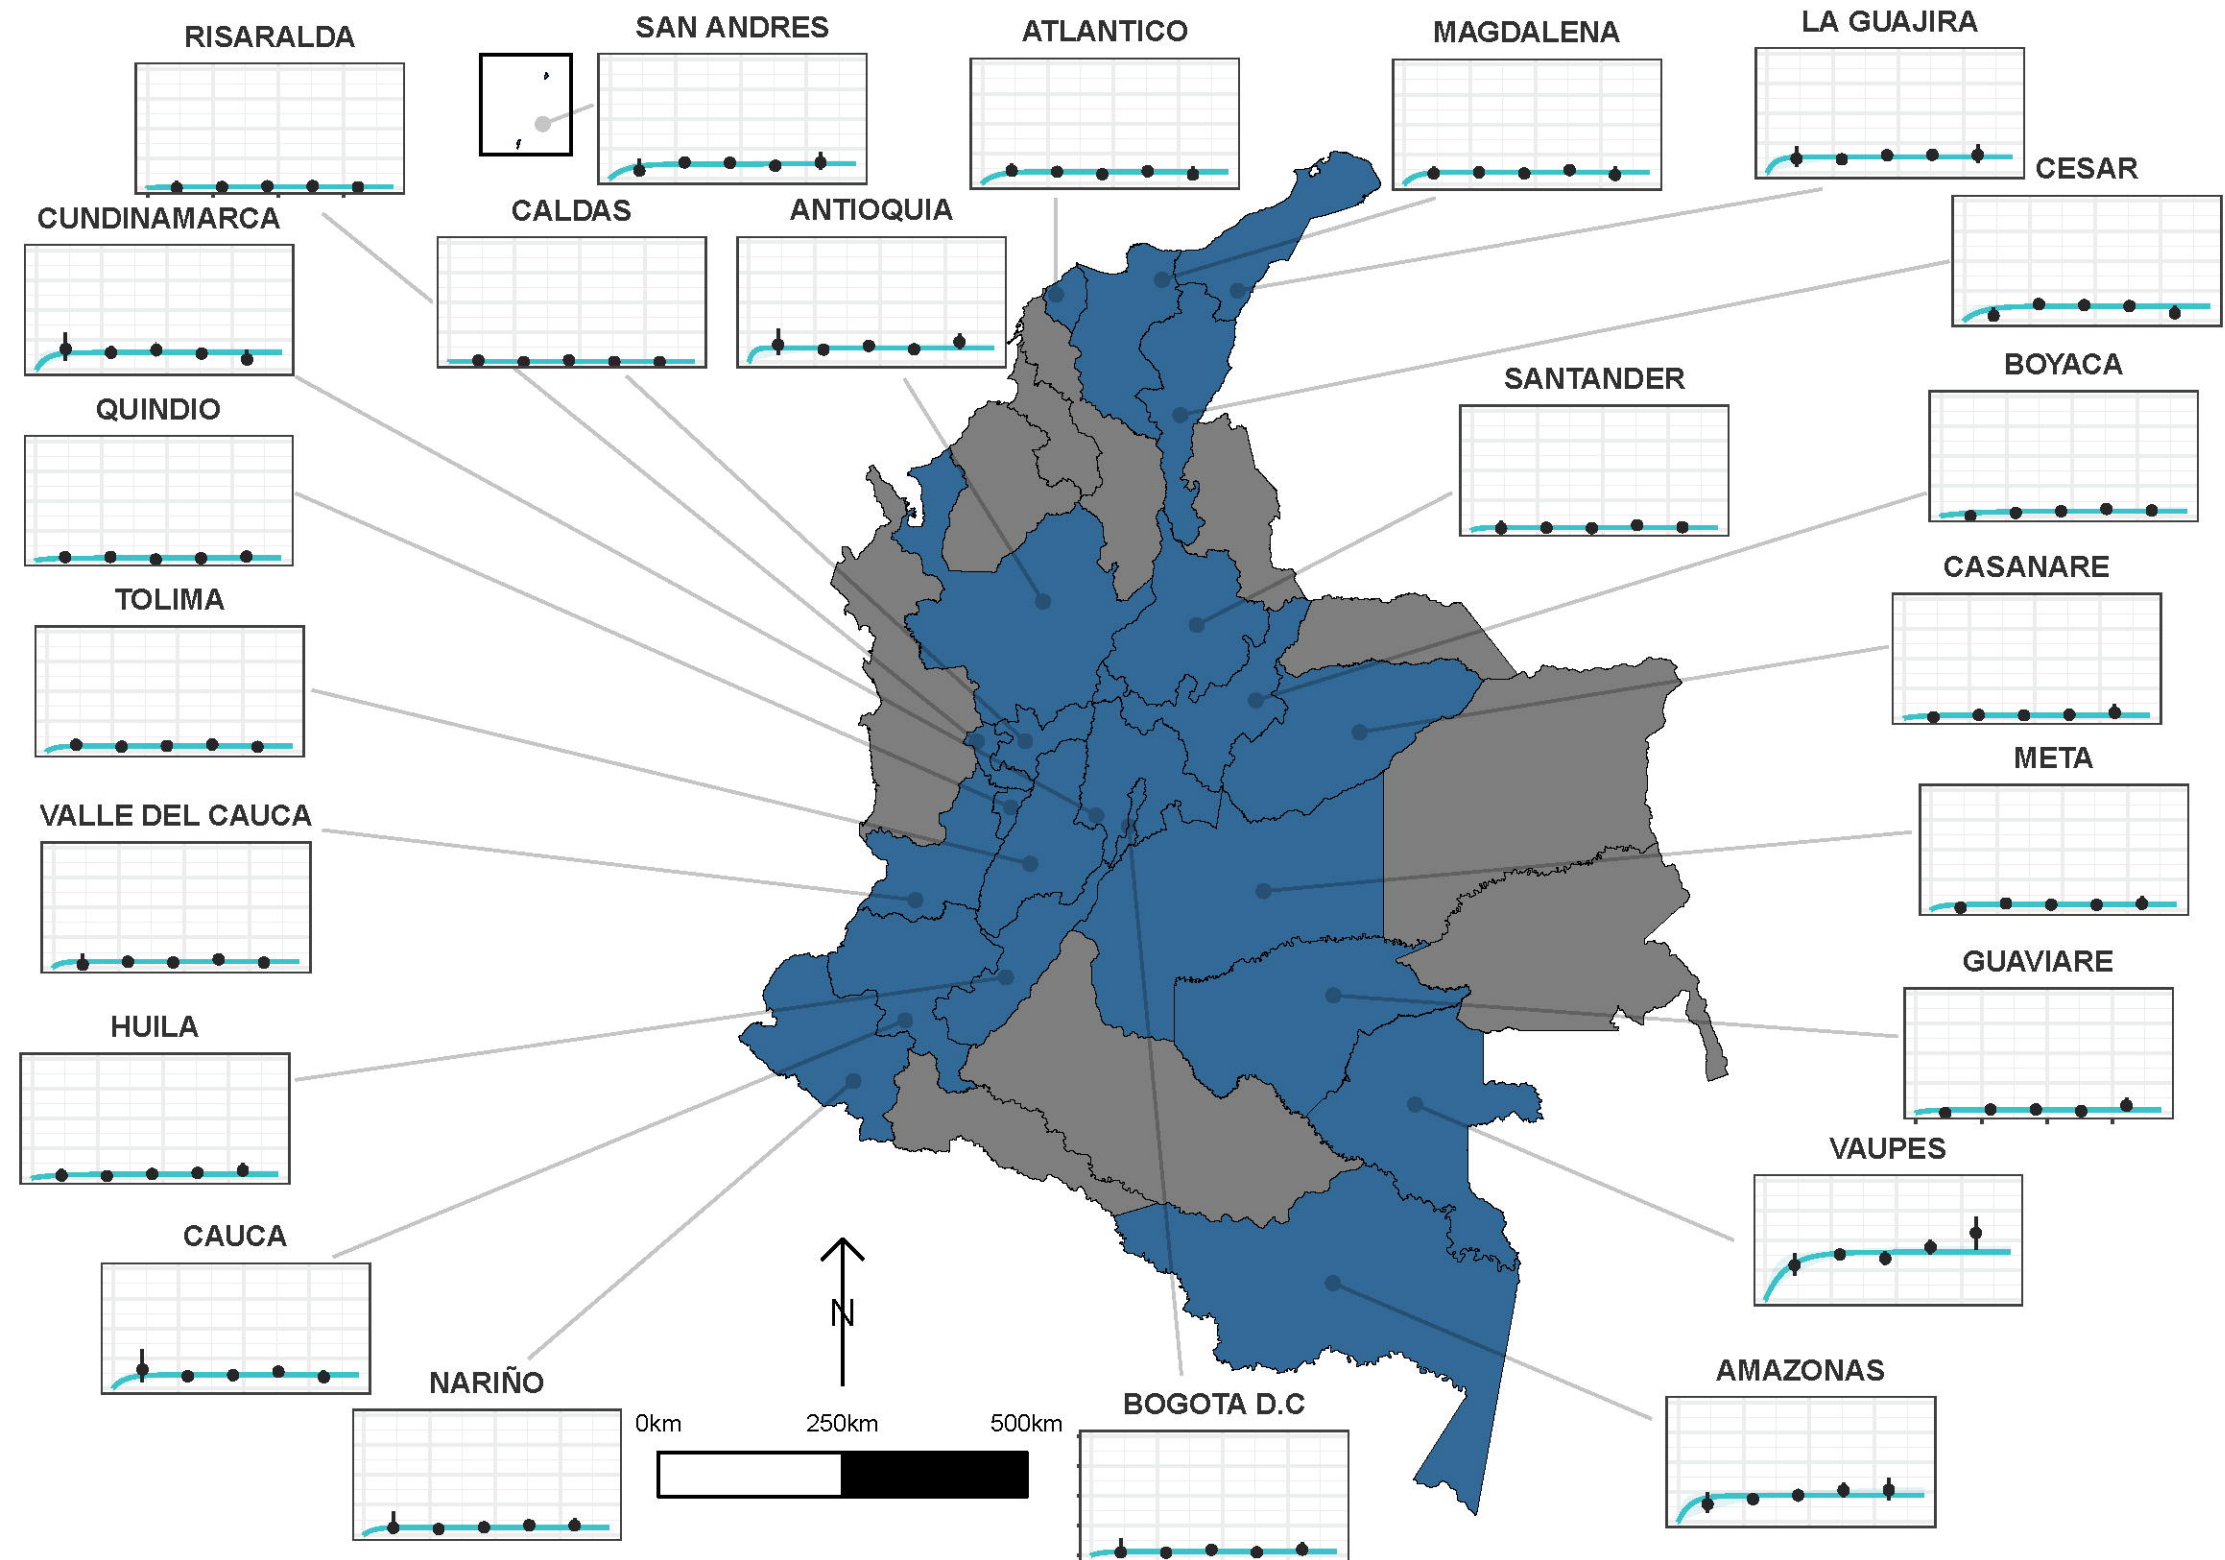 RISARALDA
SAN ANDRES
ATLANTICO
MAGDALENA
LA GUAJIRA
CESAR
CUNDINAMARCA
CALDAS
ANTIOQUIA
SANTANDER
BOYACA
QUINDIO
CASANARE
TOLIMA
META
VALLE DEL CAUCA
GUAVIARE
HUILA
VAUPES
CAUCA
N
NARIÑO
AMAZONAS
BOGOTA D.C
0km 250km 500km